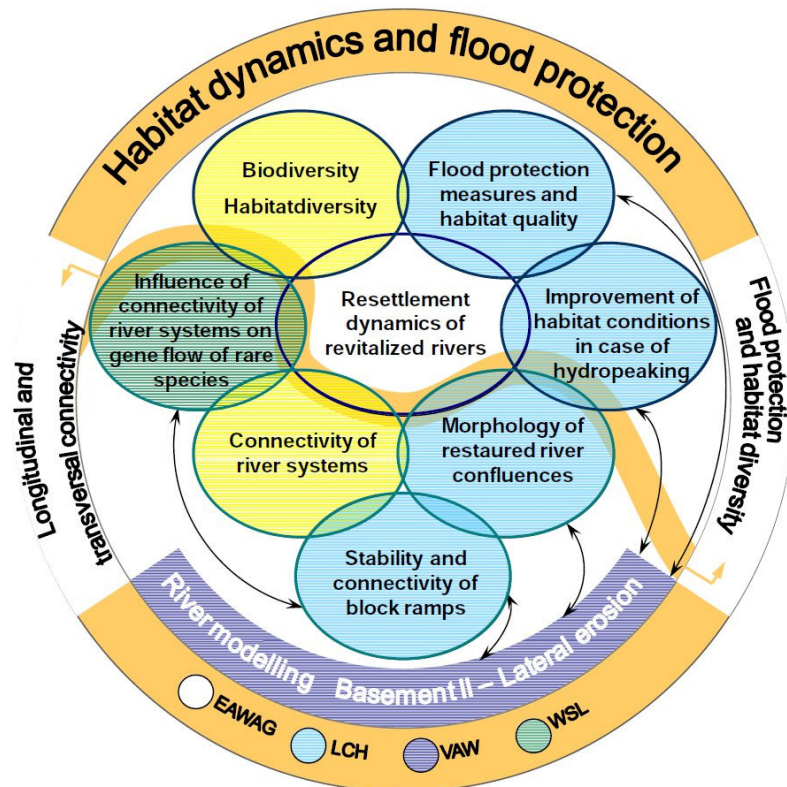 Habitat dynamics and flood protection
Biodiversity
Habitatdiversity
Flood protection
measures and
habitat quality
Influence of
connectivity of
river systems on
gene flow of rare
species
Resettlement
dynamics of
revitalized rivers
Improvement of
habitat conditions
in case of
hydropeaking
Longitudinal and
transversal connectivity
Flood protection
and habitat diversity
Connectivity of
river systems
Morphology of
restaured river
confluences
Stability and
connectivity of
block ramps
River modelling Basement II – Lateral erosion
EAWAG
LCH
VAW
WSL